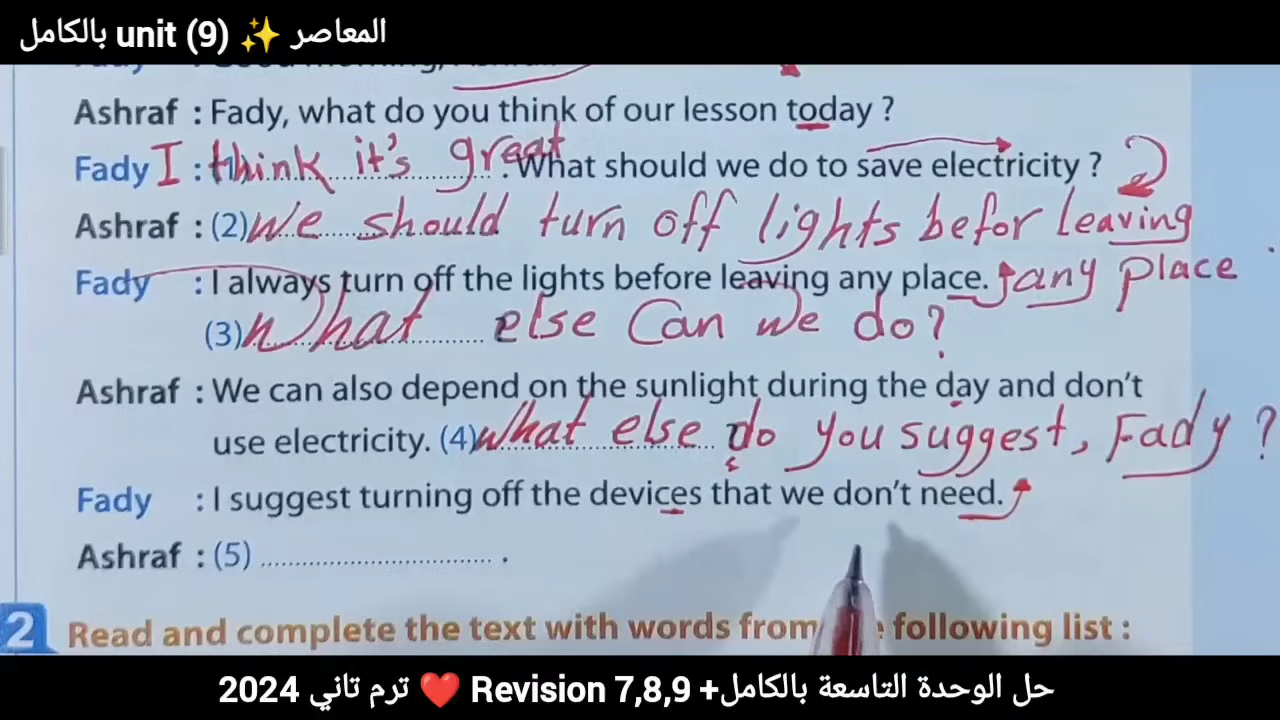 المعاصر ✨ unit (9) بالكامل
Fady : Good morning, Ashraf
Ashraf : Fady, what do you think of our lesson today ?
Fady : (1) I think it's great. What should we do to save electricity ?
Ashraf : (2) We should turn off lights befor leaving
Fady : I always turn off the lights before leaving any place. any place
(3) What else can we do?
Ashraf : We can also depend on the sunlight during the day and don't
use electricity. (4) What else do you suggest, Fady ?
Fady : I suggest turning off the devices that we don't need.
Ashraf : (5) .................................... .
2 Read and complete the text with words from following list :
حل الوحدة التاسعة بالكامل+ Revision 7,8,9 ❤️ ترم تاني 2024